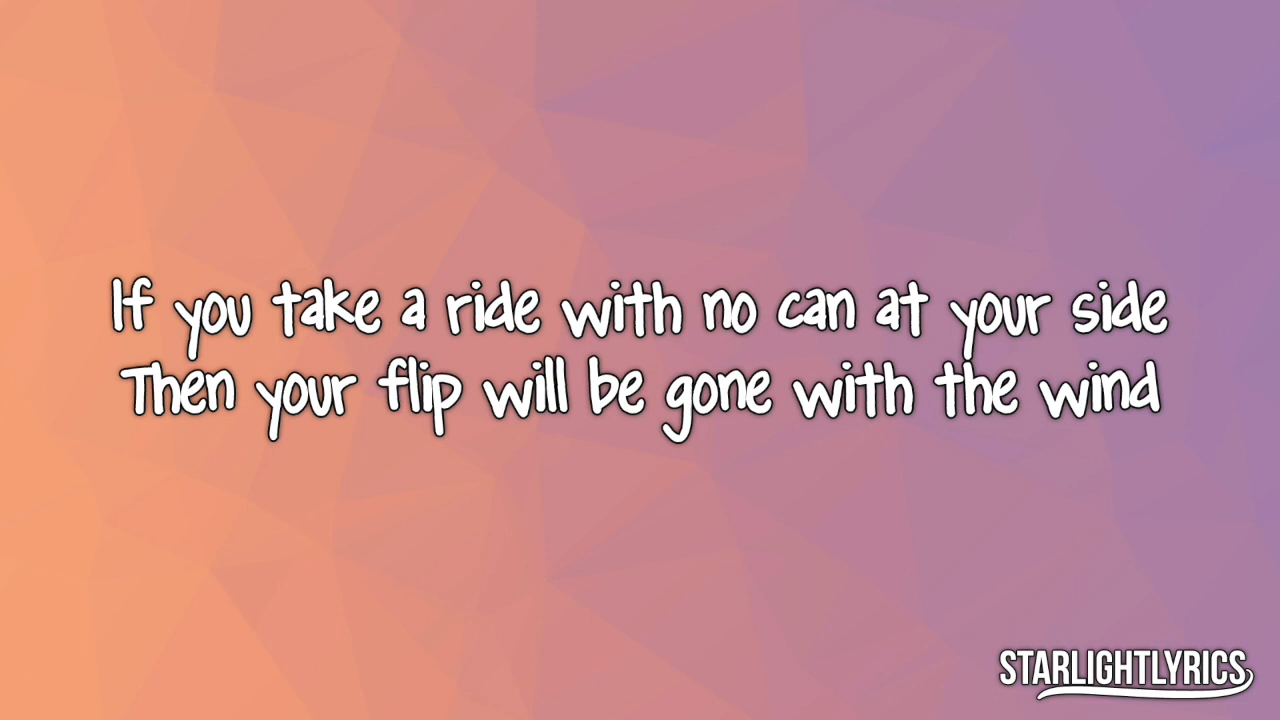 If you take a ride with no can at your side
Then your flip will be gone with the wind
STARLIGHTLYRICS